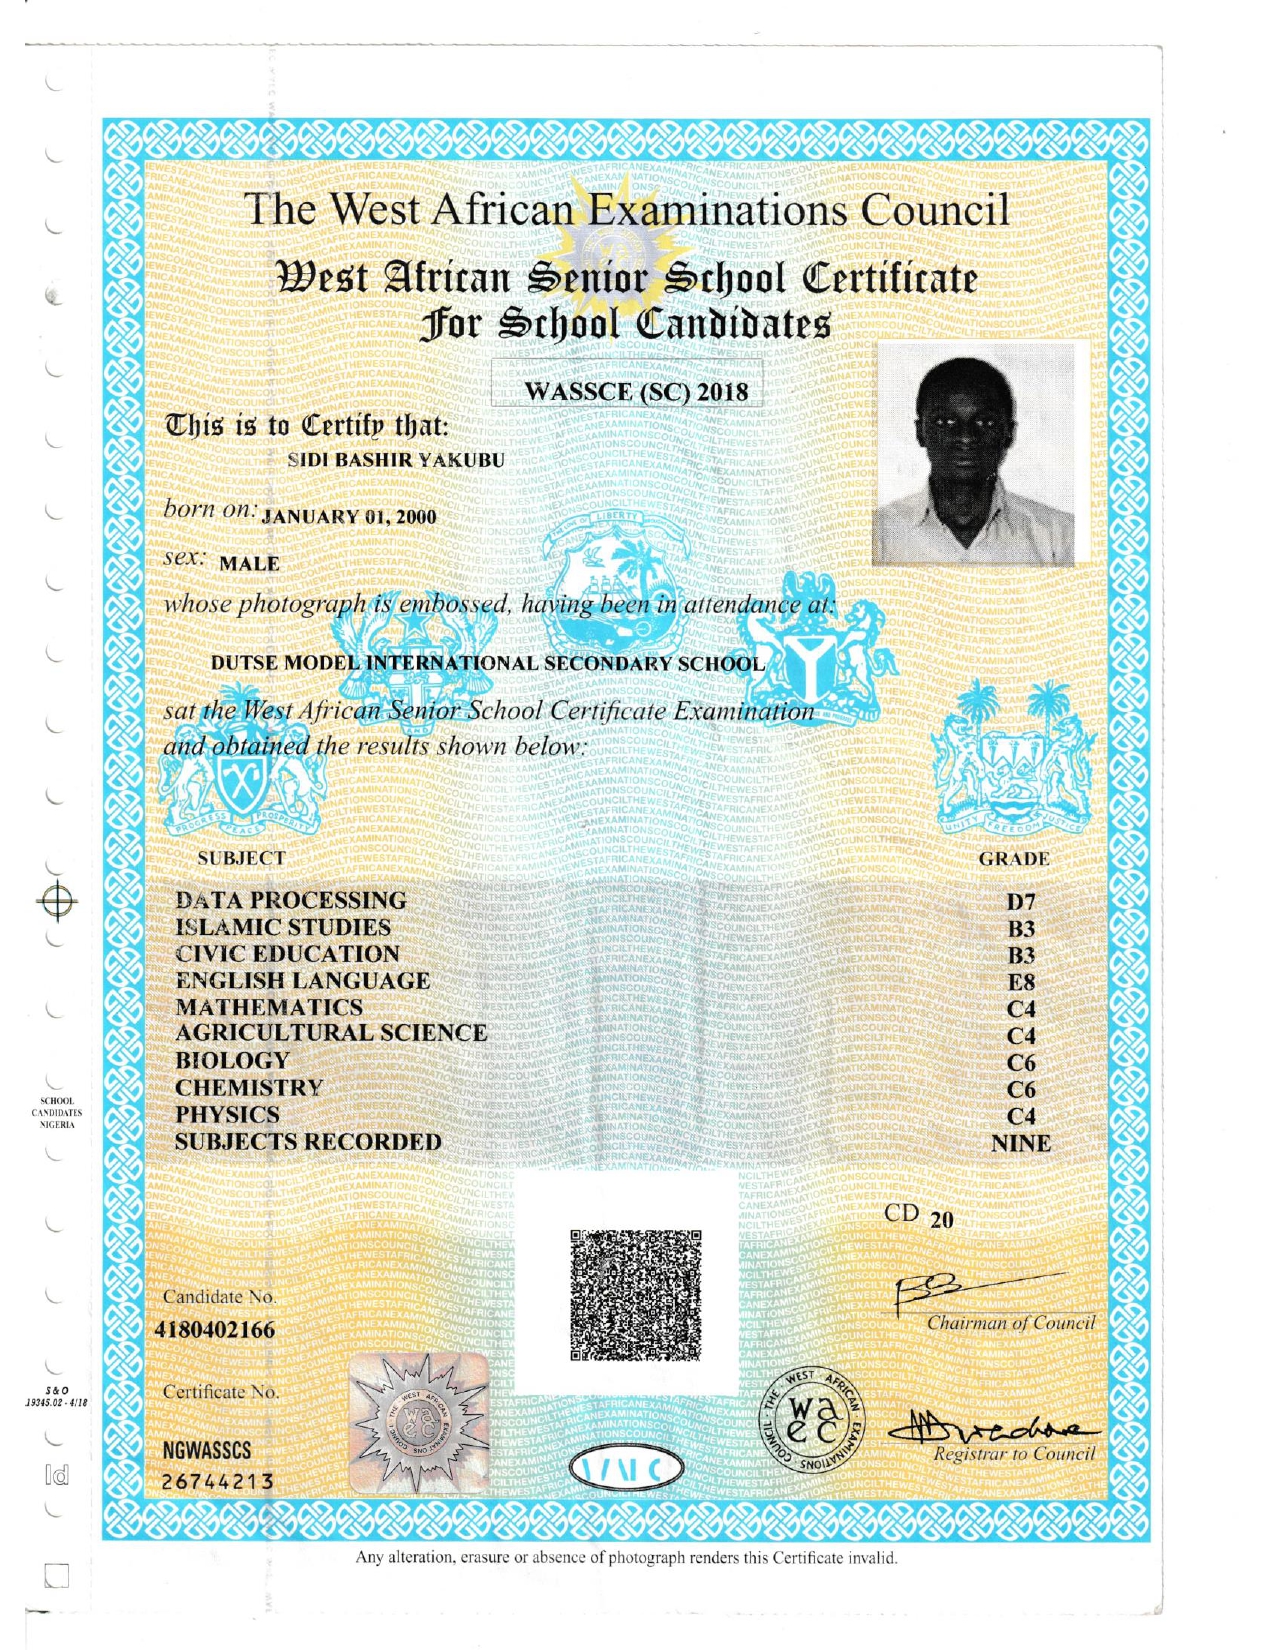 The West African Examinations Council
West African Senior School Certificate
For School Candidates
WASSCE (SC) 2018
This is to Certify that:
SIDI BASHIR YAKUBU
born on: JANUARY 01, 2000
sex: MALE
whose photograph is embossed, having been in attendance at:
DUTSE MODEL INTERNATIONAL SECONDARY SCHOOL
sat the West African Senior School Certificate Examination
and obtained the results shown below:
SUBJECT GRADE
DATA PROCESSING D7
ISLAMIC STUDIES B3
CIVIC EDUCATION B3
ENGLISH LANGUAGE E8
MATHEMATICS C4
AGRICULTURAL SCIENCE C4
BIOLOGY C6
CHEMISTRY C6
PHYSICS C4
SUBJECTS RECORDED NINE
SCHOOL
CANDIDATES
NIGERIA
CD 20
Candidate No.
4180402166
Chairman of Council
S & O
19345.02 - 4/18
Certificate No.
NGWASSCS
26744213
THE WEST AFRICAN EXAMINATIONS COUNCIL
wa
ec
Registrar to Council
Id
Any alteration, erasure or absence of photograph renders this Certificate invalid.